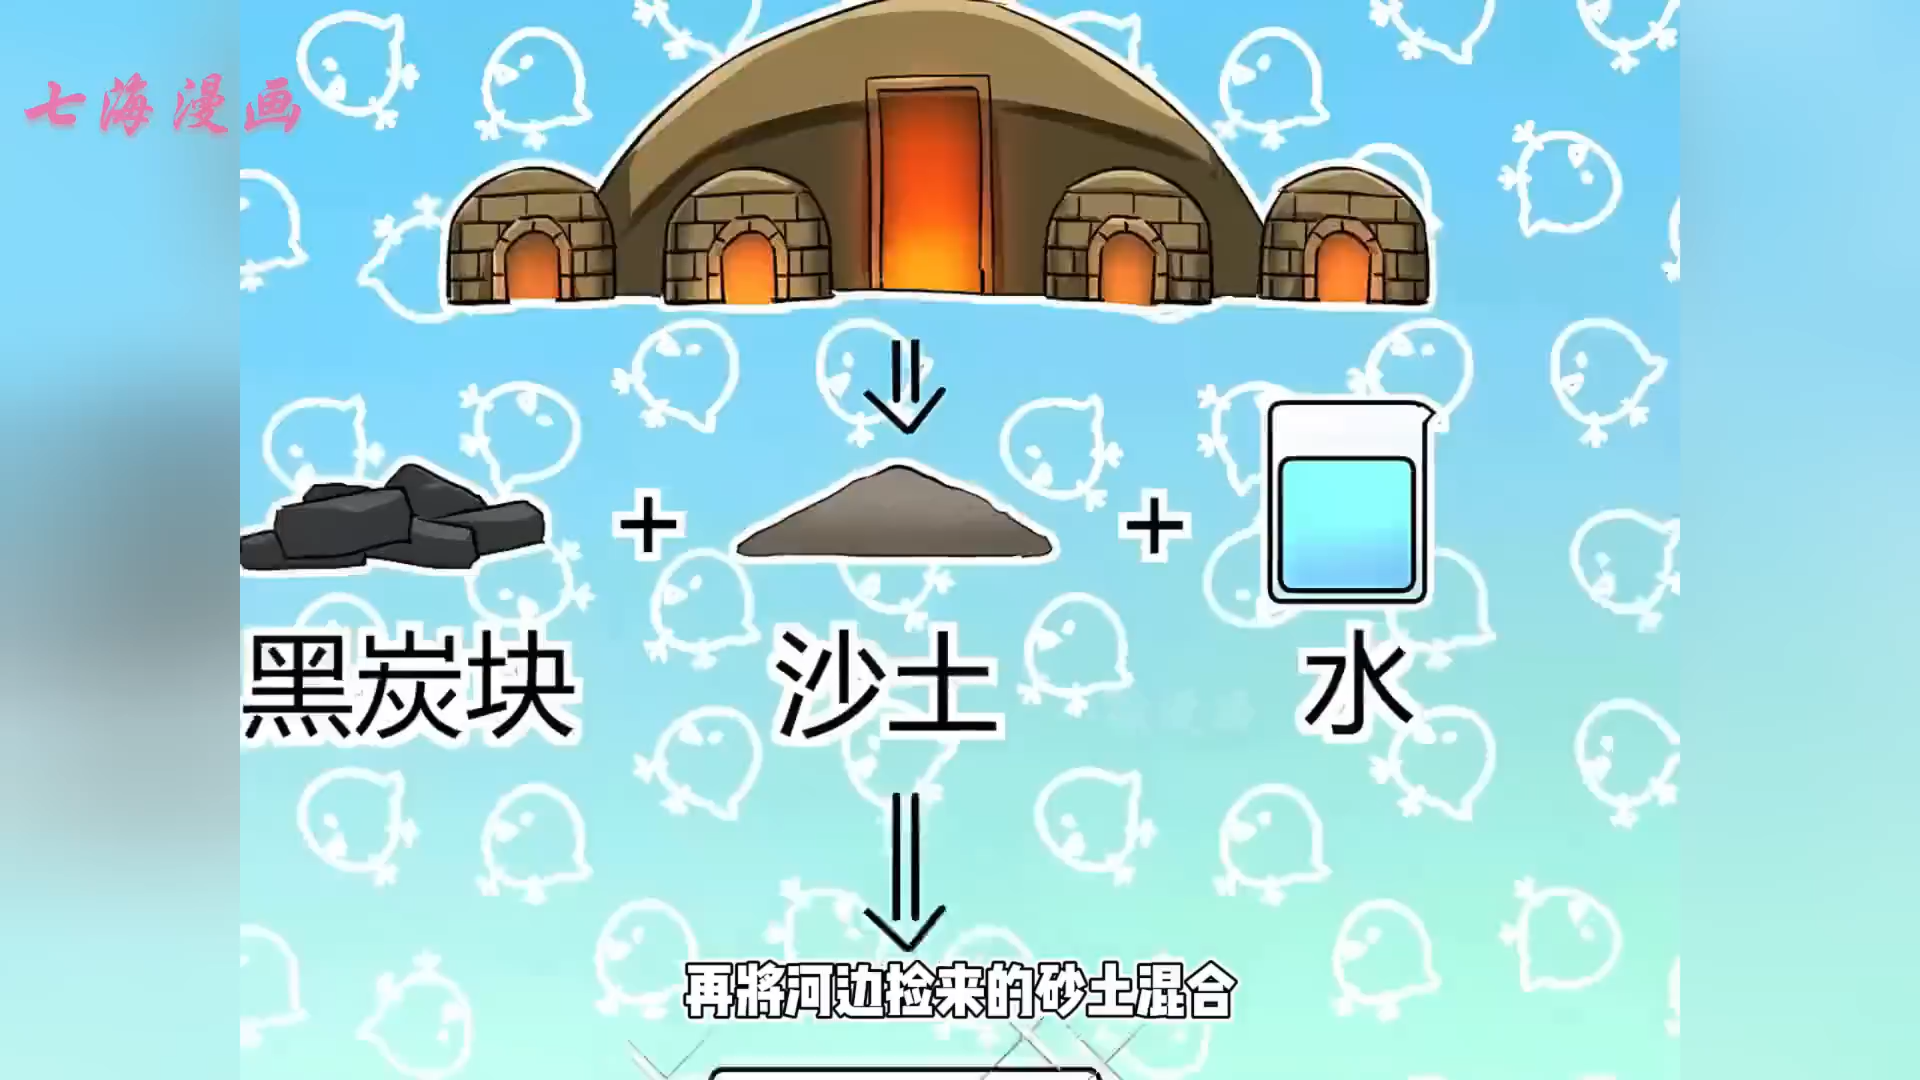 七海漫画
+
+
黑炭块
沙土
水
再將河边捡来的砂土混合